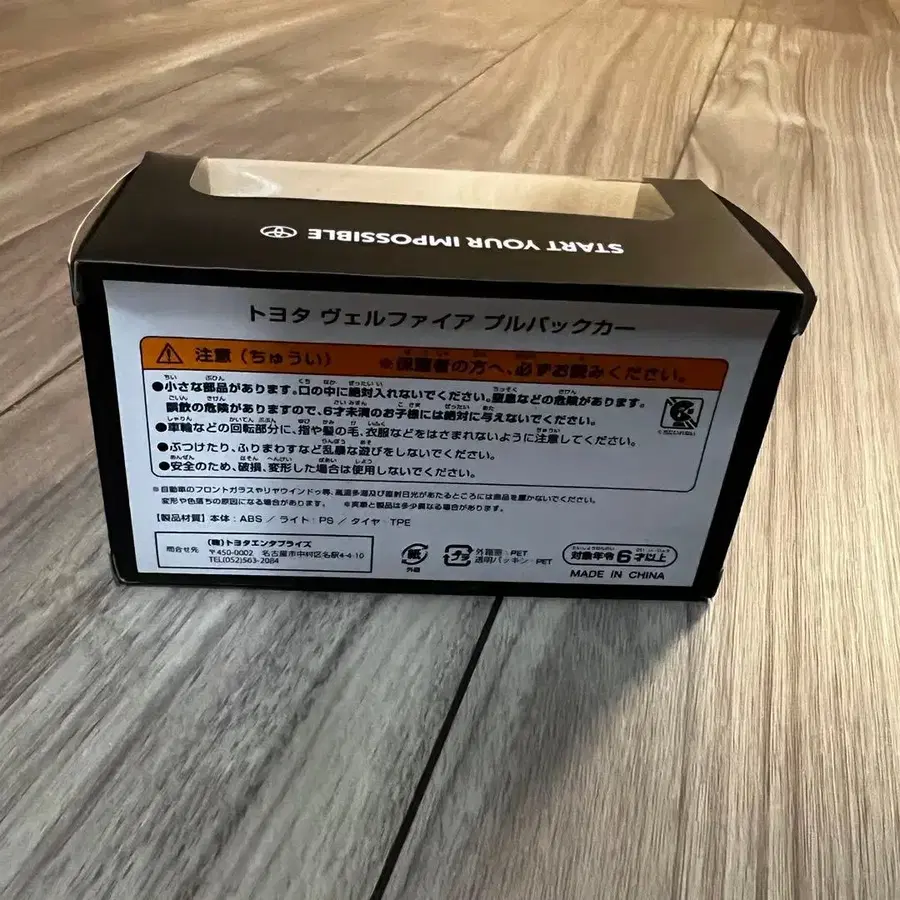 START YOUR IMPOSSIBLE
トヨタ ヴェルファイア プルバックカー
注意（ちゅうい） ※保護者の方へ、必ずお読みください。
●小さな部品があります。口の中に絶対入れないでください。窒息などの危険があります。
誤飲の危険がありますので、6才未満のお子様には絶対に与えないでください。
●車輪などの回転部分に、指や髪の毛、衣服などをはさまれないように注意してください。
●ぶつけたり、ふりまわすなど乱暴な遊びをしないでください。
●安全のため、破損、変形した場合は使用しないでください。
※自動車のフロントガラスやリヤウインドゥ等、高温多湿及び直射日光があたるところには商品を置かないでください。
変形や色落ちの原因になる場合があります。 ※実車と製品は多少異なる場合があります。
【製品材質】本体：ABS ／ ライト：PS ／ タイヤ：TPE
問合せ先
(株)トヨタエンタプライズ
〒450-0002 名古屋市中村区名駅4-4-10
TEL(052)563-2084
紙
外箱
プラ
外箱窓：PET
透明パッキン：PET
対象年令6才以上
MADE IN CHINA